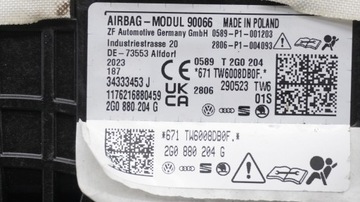 AIRBAG-MODUL 90066 MADE IN POLAND
ZF Automotive Germany GmbH 0589-P1-001203
Industriestrasse 20 2806-P1-004093
DE - 73553 Alfdorf
2023 0589 T 2G0 204
187 *671 TW6008DB0F.*
34333453 J 2806 290523 TW6
1176216880459 01S
2G0 880 204 G
*671 TW6008DB0F.*
2G0 880 204 G